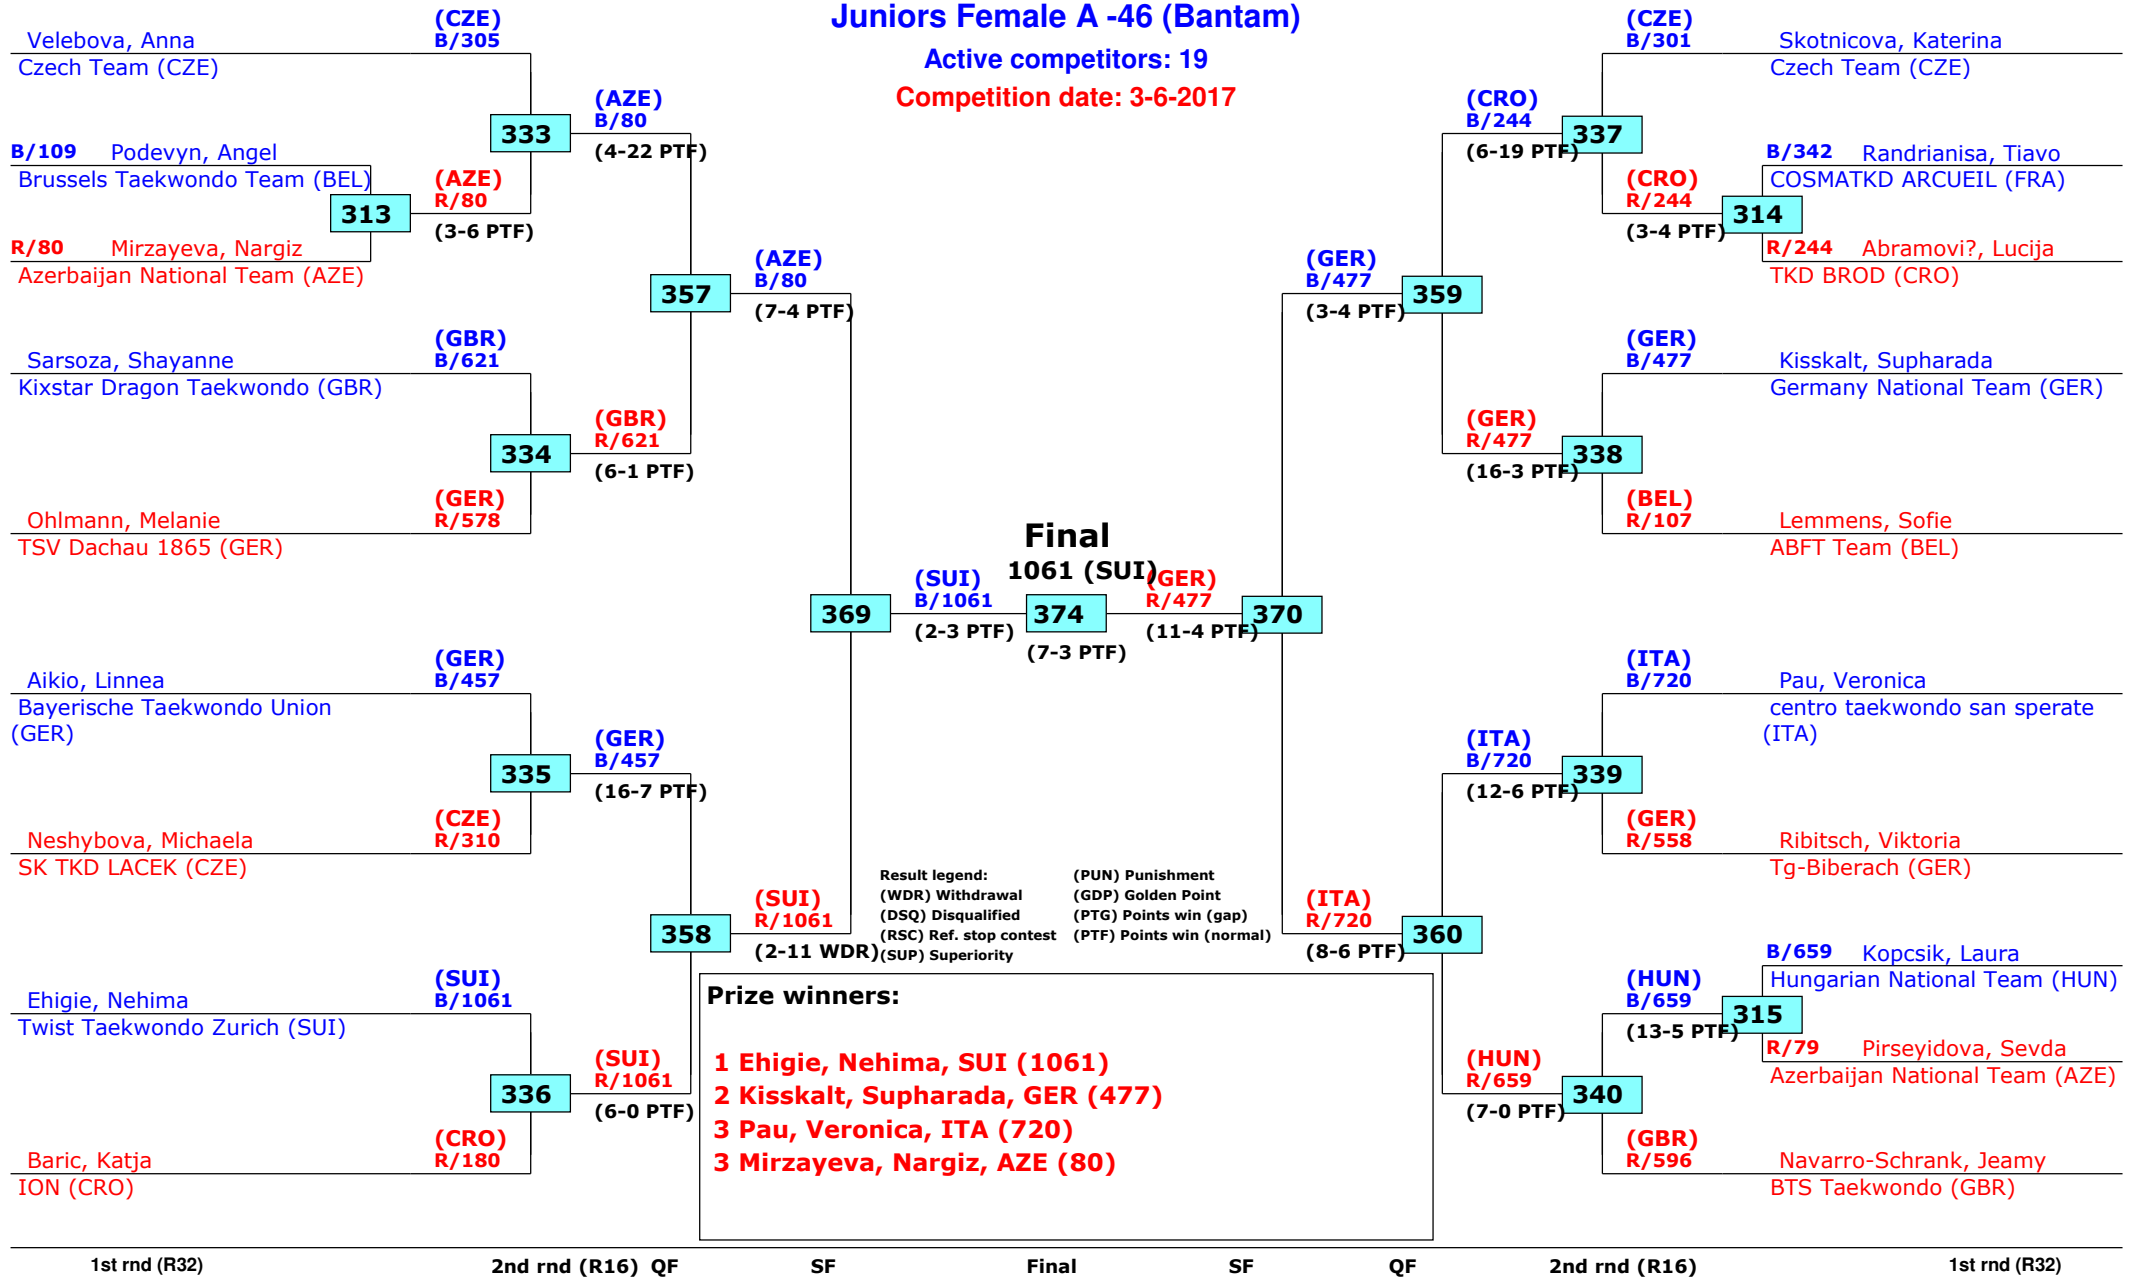 Juniors Female A -46 (Bantam)
Active competitors: 19
Competition date: 3-6-2017
(CZE)
Velebova, Anna B/305
Czech Team (CZE)
(AZE)
B/80
333
(4-22 PTF)
B/109 Podevyn, Angel
Brussels Taekwondo Team (BEL)
(AZE)
R/80
313
(3-6 PTF)
R/80 Mirzayeva, Nargiz
Azerbaijan National Team (AZE)
(AZE)
B/80
357
(7-4 PTF)
(GBR)
Sarsoza, Shayanne B/621
Kixstar Dragon Taekwondo (GBR)
(GBR)
R/621
334
(6-1 PTF)
(GER)
Ohlmann, Melanie R/578
TSV Dachau 1865 (GER)
(SUI)
B/1061
369
(2-3 PTF)
(GER)
Aikio, Linnea B/457
Bayerische Taekwondo Union
(GER)
(GER)
B/457
335
(16-7 PTF)
(CZE)
Neshybova, Michaela R/310
SK TKD LACEK (CZE)
(SUI)
R/1061
358
(2-11 WDR)
(SUI)
Ehigie, Nehima B/1061
Twist Taekwondo Zurich (SUI)
(SUI)
R/1061
336
(6-0 PTF)
(CRO)
Baric, Katja R/180
ION (CRO)
Final
1061 (SUI)
374
(7-3 PTF)
(GER)
R/477
370
(11-4 PTF)
(CZE)
B/301 Skotnicova, Katerina
Czech Team (CZE)
(CRO)
B/244
337
(6-19 PTF)
B/342 Randrianisa, Tiavo
COSMATKD ARCUEIL (FRA)
(CRO)
R/244
314
(3-4 PTF)
R/244 Abramovi?, Lucija
TKD BROD (CRO)
(GER)
B/477
359
(3-4 PTF)
(GER)
B/477 Kisskalt, Supharada
Germany National Team (GER)
(GER)
R/477
338
(16-3 PTF)
(BEL)
R/107 Lemmens, Sofie
ABFT Team (BEL)
(ITA)
B/720 Pau, Veronica
centro taekwondo san sperate
(ITA)
(ITA)
B/720
339
(12-6 PTF)
(GER)
R/558 Ribitsch, Viktoria
Tg-Biberach (GER)
(ITA)
R/720
360
(8-6 PTF)
B/659 Kopcsik, Laura
Hungarian National Team (HUN)
(HUN)
B/659
315
(13-5 PTF)
R/79 Pirseyidova, Sevda
Azerbaijan National Team (AZE)
(HUN)
R/659
340
(7-0 PTF)
(GBR)
R/596 Navarro-Schrank, Jeamy
BTS Taekwondo (GBR)
Result legend: (PUN) Punishment
(WDR) Withdrawal (GDP) Golden Point
(DSQ) Disqualified (PTG) Points win (gap)
(RSC) Ref. stop contest (PTF) Points win (normal)
(SUP) Superiority
Prize winners:
1 Ehigie, Nehima, SUI (1061)
2 Kisskalt, Supharada, GER (477)
3 Pau, Veronica, ITA (720)
3 Mirzayeva, Nargiz, AZE (80)
1st rnd (R32) 2nd rnd (R16) QF SF Final SF QF 2nd rnd (R16) 1st rnd (R32)